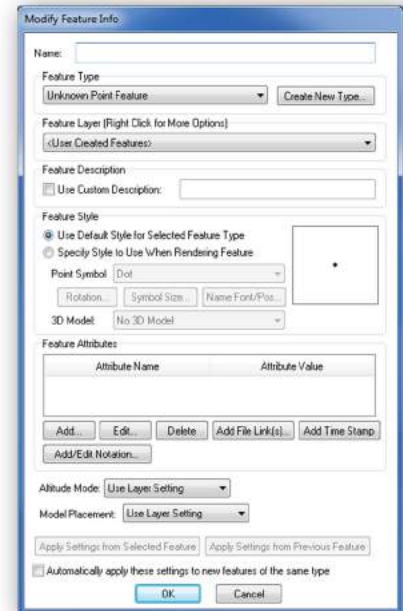 Modify Feature Info
Name:
Feature Type
Unknown Point Feature
Create New Type...
Feature Layer (Right Click for More Options)
<User Created Features>
Feature Description
Use Custom Description:
Feature Style
Use Default Style for Selected Feature Type
Specify Style to Use When Rendering Feature
Point Symbol Dot
Rotation... Symbol Size... Name Font/Pos...
3D Model: No 3D Model
Feature Attributes
Attribute Name Attribute Value
Add... Edit... Delete Add File Link(s)... Add Time Stamp
Add/Edit Notation...
Altitude Mode: Use Layer Setting
Model Placement: Use Layer Setting
Apply Settings from Selected Feature Apply Settings from Previous Feature
Automatically apply these settings to new features of the same type
OK Cancel